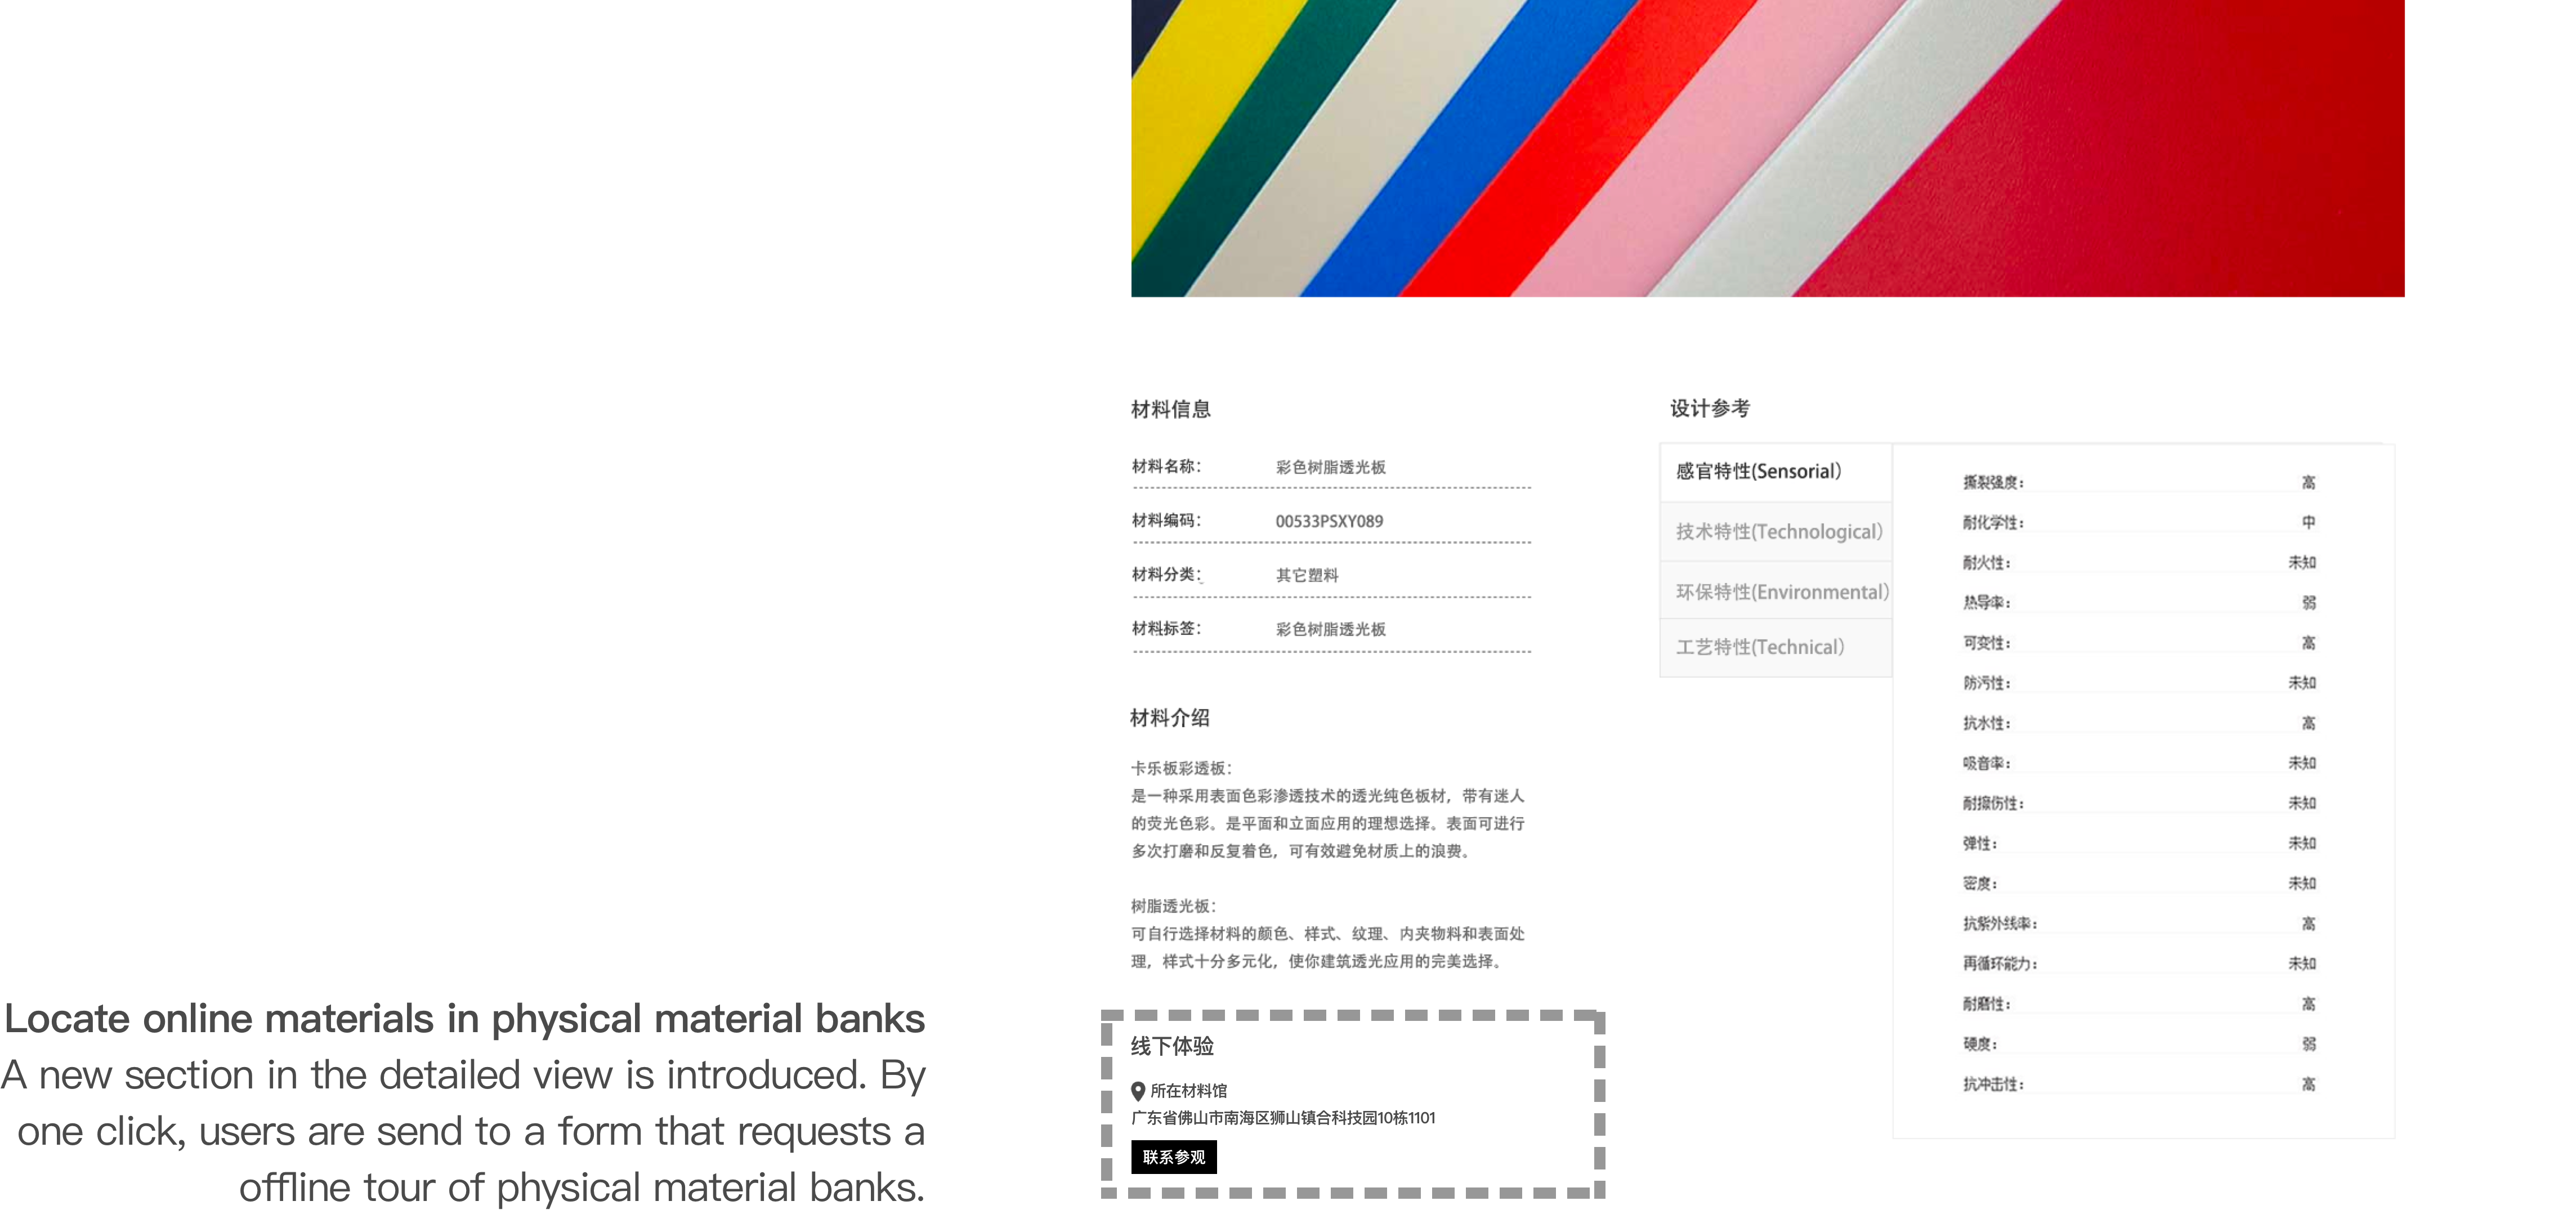 材料信息
材料名称： 彩色树脂透光板
材料编码： 00533PSXY089
材料分类： 其它塑料
材料标签： 彩色树脂透光板
材料介绍
卡乐板彩透板：
是一种采用表面色彩渗透技术的透光纯色板材，带有迷人
的荧光色彩。是平面和立面应用的理想选择。表面可进行
多次打磨和反复着色，可有效避免材质上的浪费。
树脂透光板：
可自行选择材料的颜色、样式、纹理、内夹物料和表面处
理，样式十分多元化，使你建筑透光应用的完美选择。
线下体验
所在材料馆
广东省佛山市南海区狮山镇合科技园10栋1101
联系参观
设计参考
感官特性(Sensorial）
技术特性(Technological）
环保特性(Environmental)
工艺特性(Technical）
撕裂强度： 高
耐化学性： 中
耐火性： 未知
热导率： 弱
可变性： 高
防污性： 未知
抗水性： 高
吸音率： 未知
耐撞伤性： 未知
弹性： 未知
密度： 未知
抗紫外线率： 高
再循环能力： 未知
耐磨性： 高
硬度： 弱
抗冲击性： 高
Locate online materials in physical material banks
A new section in the detailed view is introduced. By
one click, users are send to a form that requests a
offline tour of physical material banks.